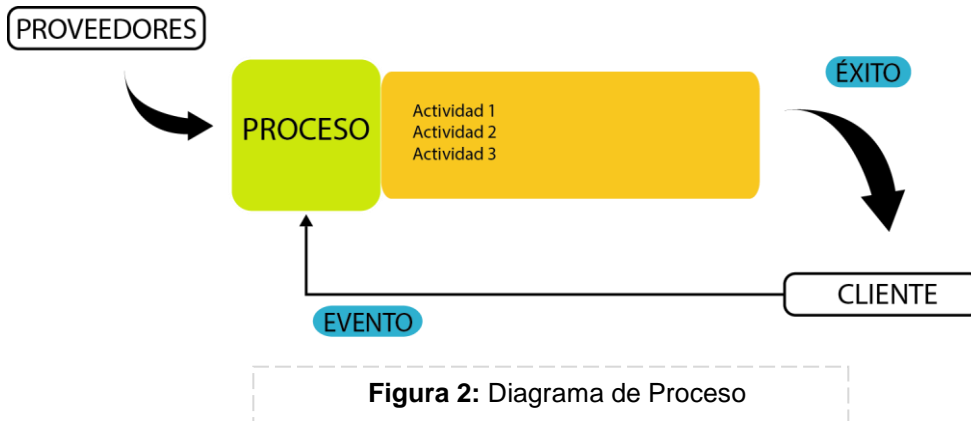 PROVEEDORES
ÉXITO
PROCESO
Actividad 1
Actividad 2
Actividad 3
CLIENTE
EVENTO
Figura 2: Diagrama de Proceso